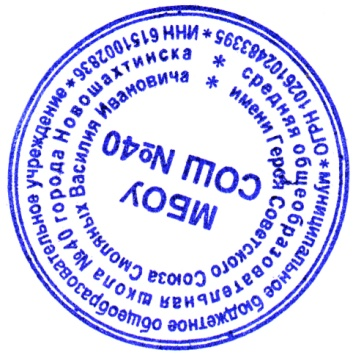 * муниципальное бюджетное общеобразовательное учреждение * ИНН 6151002836 * ОГРН 1026102483395
* средняя общеобразовательная школа №40 города Новошахтинска
* имени Героя Советского Союза Смоляных Василия Ивановича
МБОУ
СОШ №40